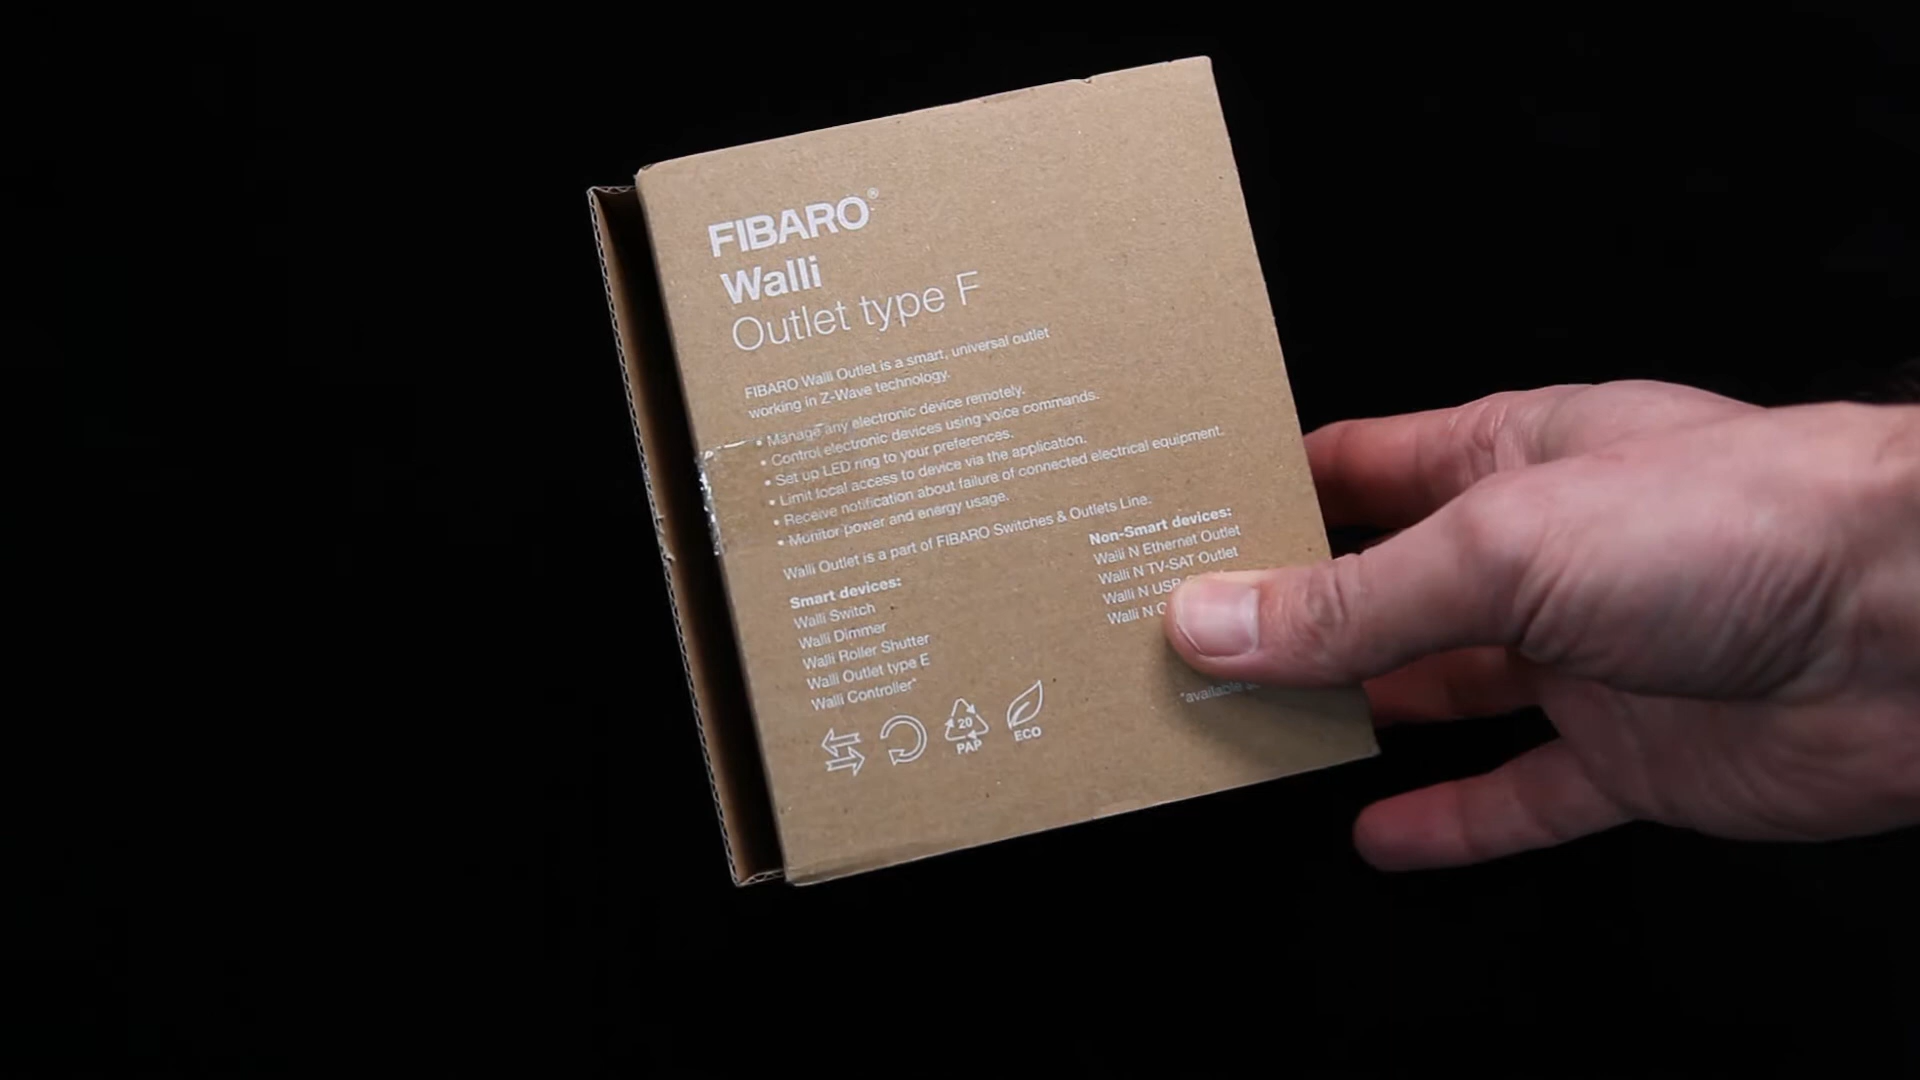 FIBARO®
Walli
Outlet type F
FIBARO Walli Outlet is a smart, universal outlet
working in Z-Wave technology.
• Manage any electronic device remotely.
• Control electronic devices using voice commands.
• Set up LED ring to your preferences.
• Limit local access to device via the application.
• Receive notification about failure of connected electrical equipment.
• Monitor power and energy usage.
Walli Outlet is a part of FIBARO Switches & Outlets Line.
Smart devices:
Walli Switch
Walli Dimmer
Walli Roller Shutter
Walli Outlet type E
Walli Controller*
Non-Smart devices:
Walli N Ethernet Outlet
Walli N TV-SAT Outlet
Walli N USB
Walli N
*available
20
PAP
ECO